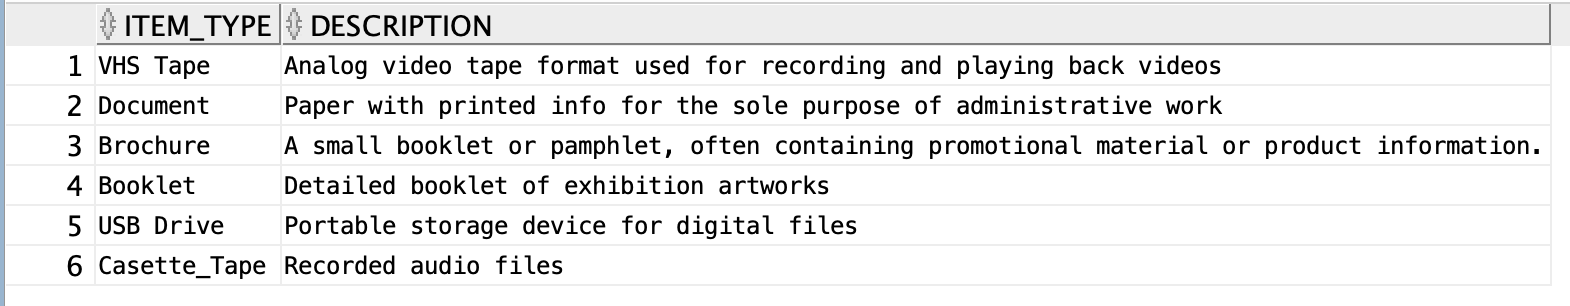 ITEM_TYPE DESCRIPTION
1 VHS Tape Analog video tape format used for recording and playing back videos
2 Document Paper with printed info for the sole purpose of administrative work
3 Brochure A small booklet or pamphlet, often containing promotional material or product information.
4 Booklet Detailed booklet of exhibition artworks
5 USB Drive Portable storage device for digital files
6 Casette_Tape Recorded audio files